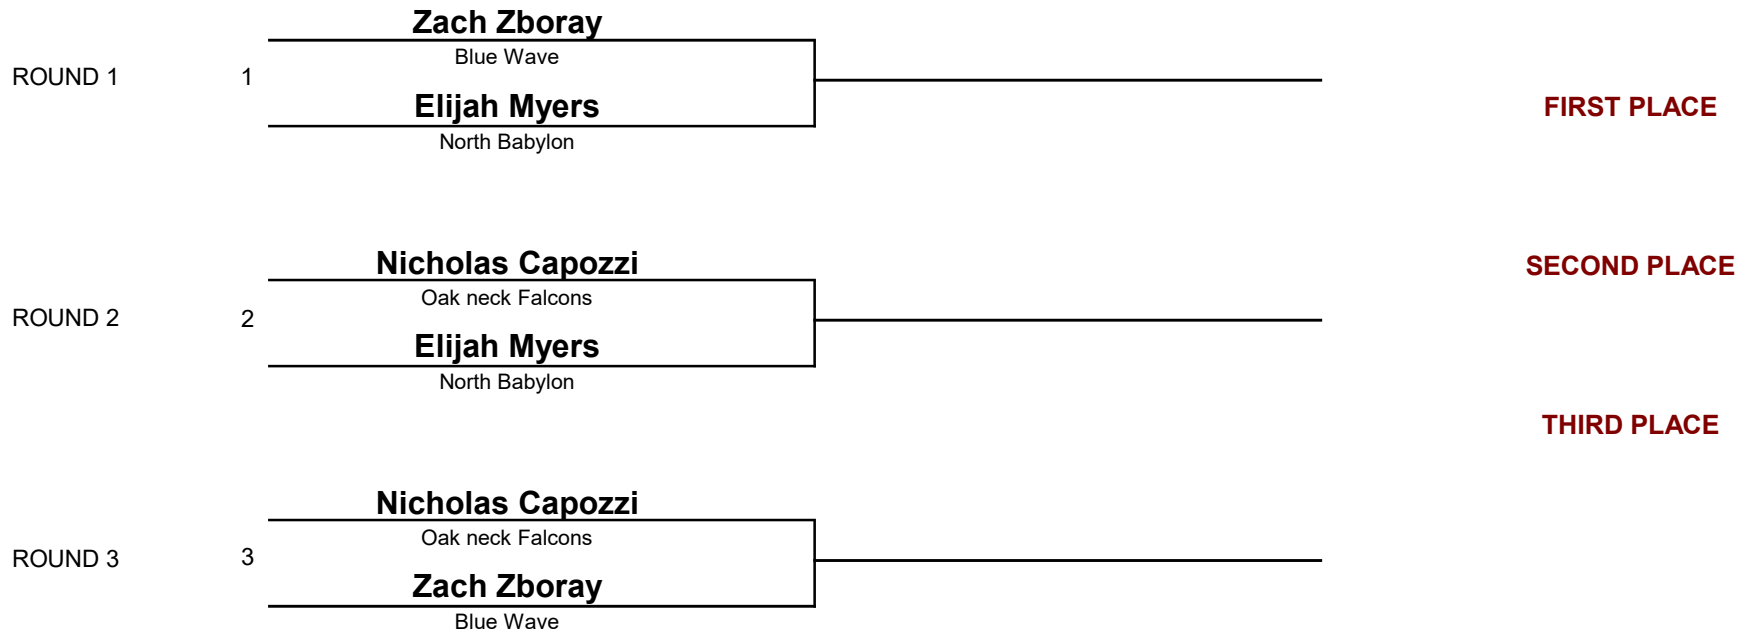 Zach Zboray
Blue Wave
ROUND 1
1
Elijah Myers
North Babylon
FIRST PLACE
Nicholas Capozzi
Oak neck Falcons
SECOND PLACE
ROUND 2
2
Elijah Myers
North Babylon
THIRD PLACE
Nicholas Capozzi
Oak neck Falcons
ROUND 3
3
Zach Zboray
Blue Wave